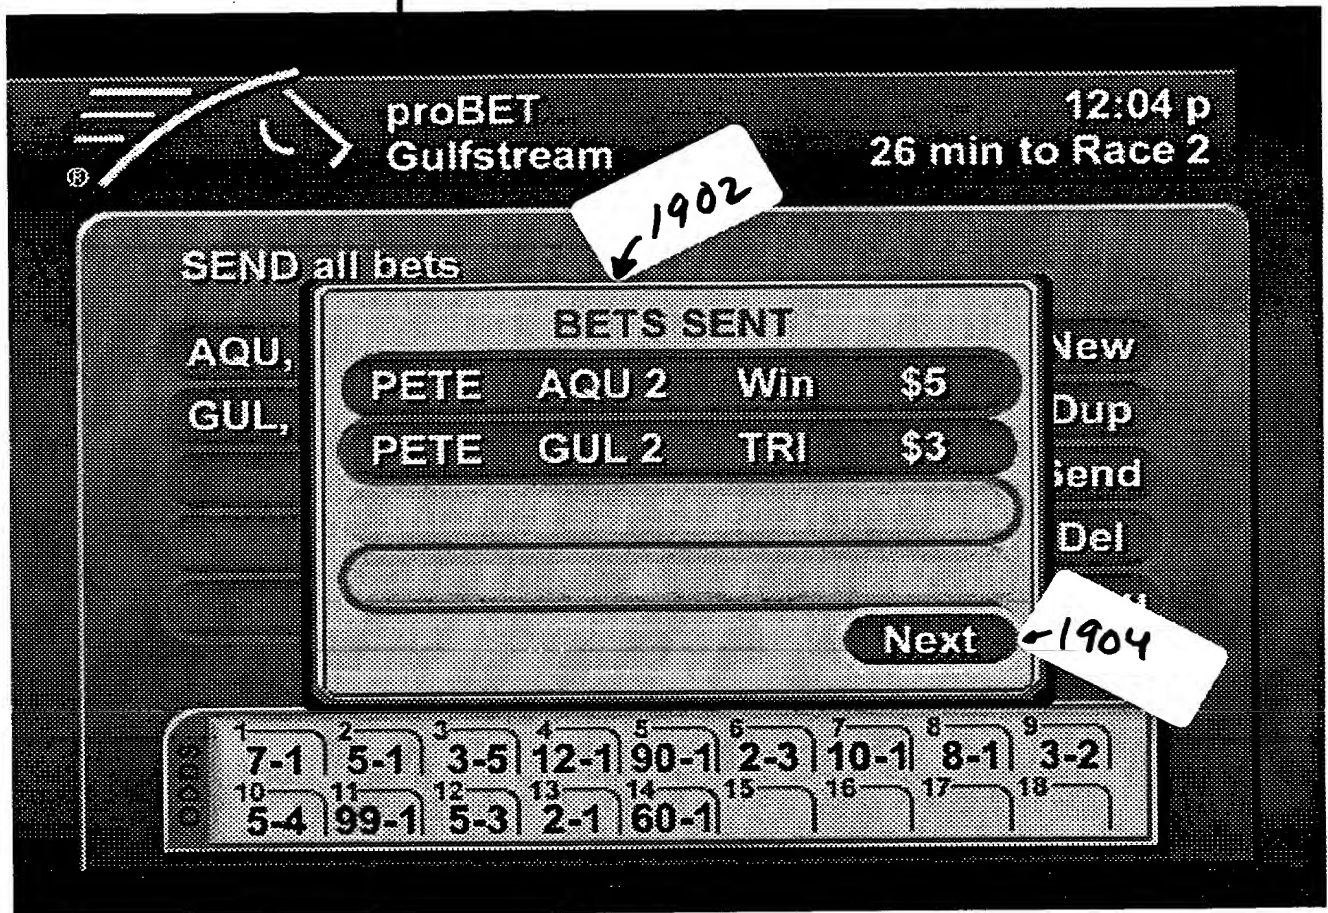 proBET
Gulfstream
12:04 p
26 min to Race 2
®
1902
SEND all bets
BETS SENT
AQU,
GUL,
PETE AQU 2 Win $5
PETE GUL 2 TRI $3
New
Dup
Send
Del
Next
1904
ODDS
1 2 3 4 5 6 7 8 9
7-1 5-1 3-5 12-1 90-1 2-3 10-1 8-1 3-2
10 11 12 13 14 15 16 17 18
5-4 99-1 5-3 2-1 60-1